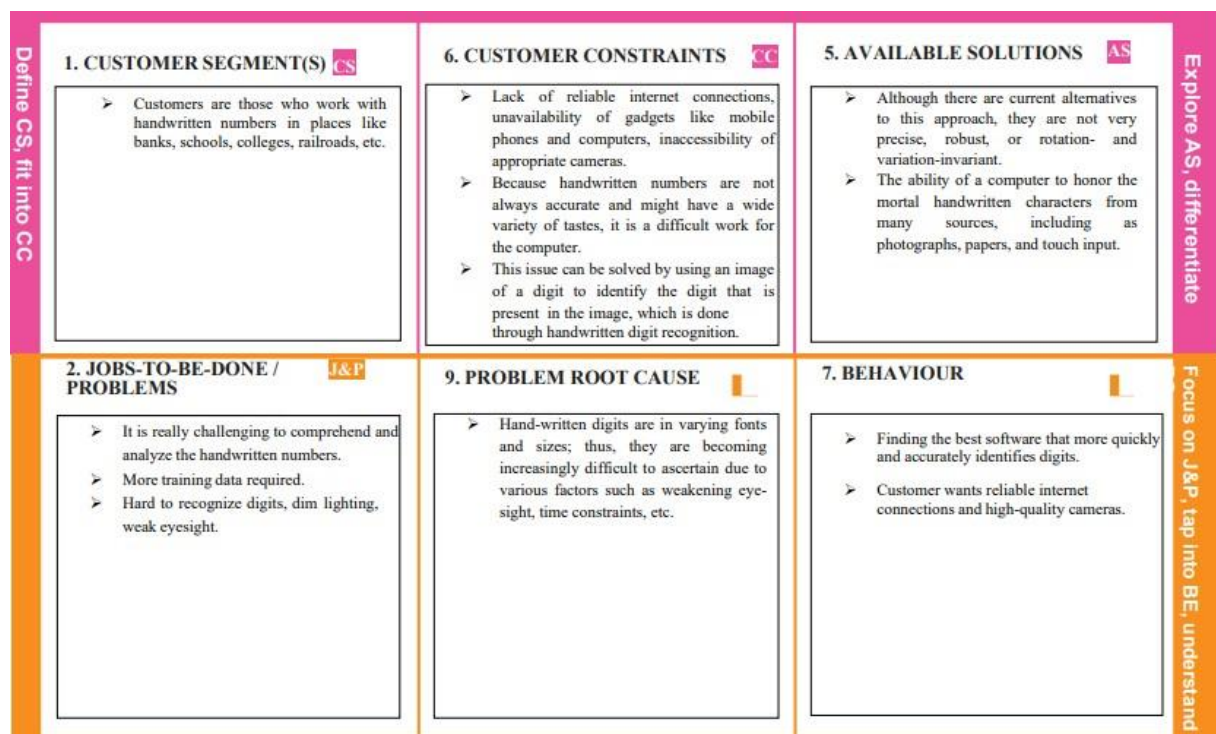 Define CS, fit into CC
1. CUSTOMER SEGMENT(S) CS
➢ Customers are those who work with
handwritten numbers in places like
banks, schools, colleges, railroads, etc.
6. CUSTOMER CONSTRAINTS CC
➢ Lack of reliable internet connections,
unavailability of gadgets like mobile
phones and computers, inaccessibility of
appropriate cameras.
➢ Because handwritten numbers are not
always accurate and might have a wide
variety of tastes, it is a difficult work for
the computer.
➢ This issue can be solved by using an image
of a digit to identify the digit that is
present in the image, which is done
through handwritten digit recognition.
5. AVAILABLE SOLUTIONS AS
➢ Although there are current alternatives
to this approach, they are not very
precise, robust, or rotation- and
variation-invariant.
➢ The ability of a computer to honor the
mortal handwritten characters from
many sources, including as
photographs, papers, and touch input.
Explore AS, differentiate
2. JOBS-TO-BE-DONE / J&P
PROBLEMS
➢ It is really challenging to comprehend and
analyze the handwritten numbers.
➢ More training data required.
➢ Hard to recognize digits, dim lighting,
weak eyesight.
9. PROBLEM ROOT CAUSE
➢ Hand-written digits are in varying fonts
and sizes; thus, they are becoming
increasingly difficult to ascertain due to
various factors such as weakening eye-
sight, time constraints, etc.
7. BEHAVIOUR
➢ Finding the best software that more quickly
and accurately identifies digits.
➢ Customer wants reliable internet
connections and high-quality cameras.
Focus on J&P, tap into BE, understand